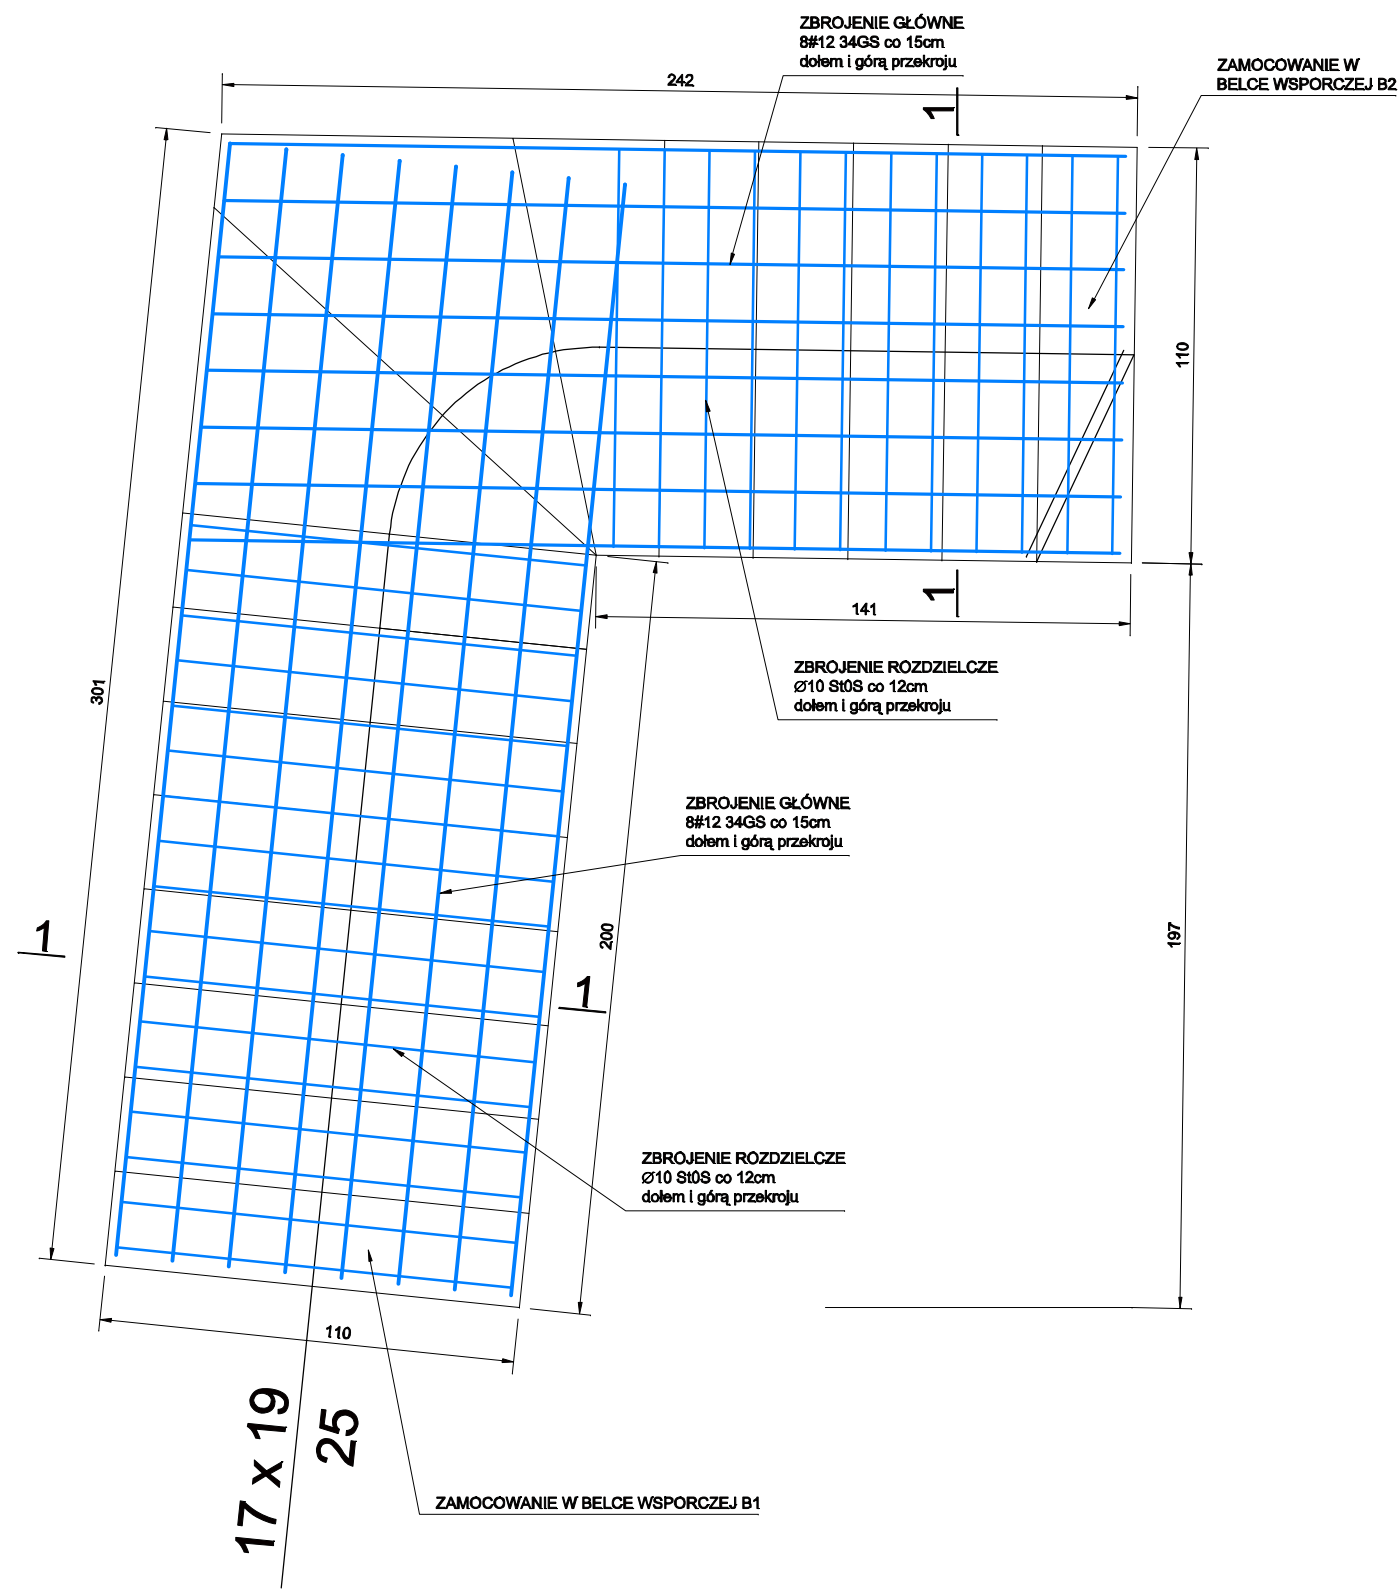 ZBROJENIE GŁÓWNE
8#12 34GS co 15cm
dołem i górą przekroju
ZAMOCOWANIE W
BELCE WSPORCZEJ B2
242
1
110
301
1
141
ZBROJENIE ROZDZIELCZE
Ø10 St0S co 12cm
dołem i górą przekroju
ZBROJENIE GŁÓWNE
8#12 34GS co 15cm
dołem i górą przekroju
1
200
197
1
ZBROJENIE ROZDZIELCZE
Ø10 St0S co 12cm
dołem i górą przekroju
110
17 x 19
25
ZAMOCOWANIE W BELCE WSPORCZEJ B1